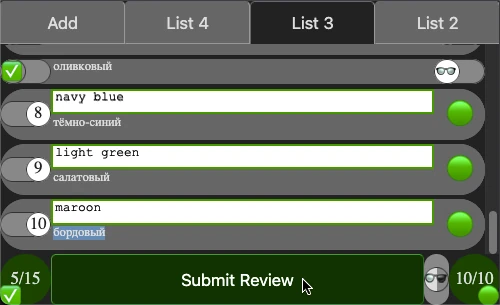 Add
List 4
List 3
List 2
оливковый
8
navy blue
тёмно-синий
9
light green
салатовый
10
maroon
бордовый
5/15
Submit Review
10/10